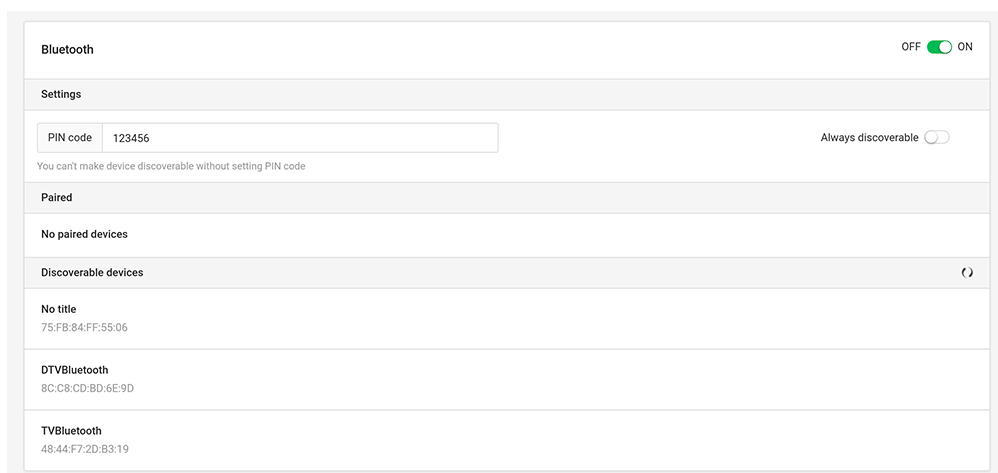 Bluetooth
OFF ON
Settings
PIN code 123456
Always discoverable
You can't make device discoverable without setting PIN code
Paired
No paired devices
Discoverable devices
No title
75:FB:84:FF:55:06
DTVBluetooth
8C:C8:CD:BD:6E:9D
TVBluetooth
48:44:F7:2D:B3:19